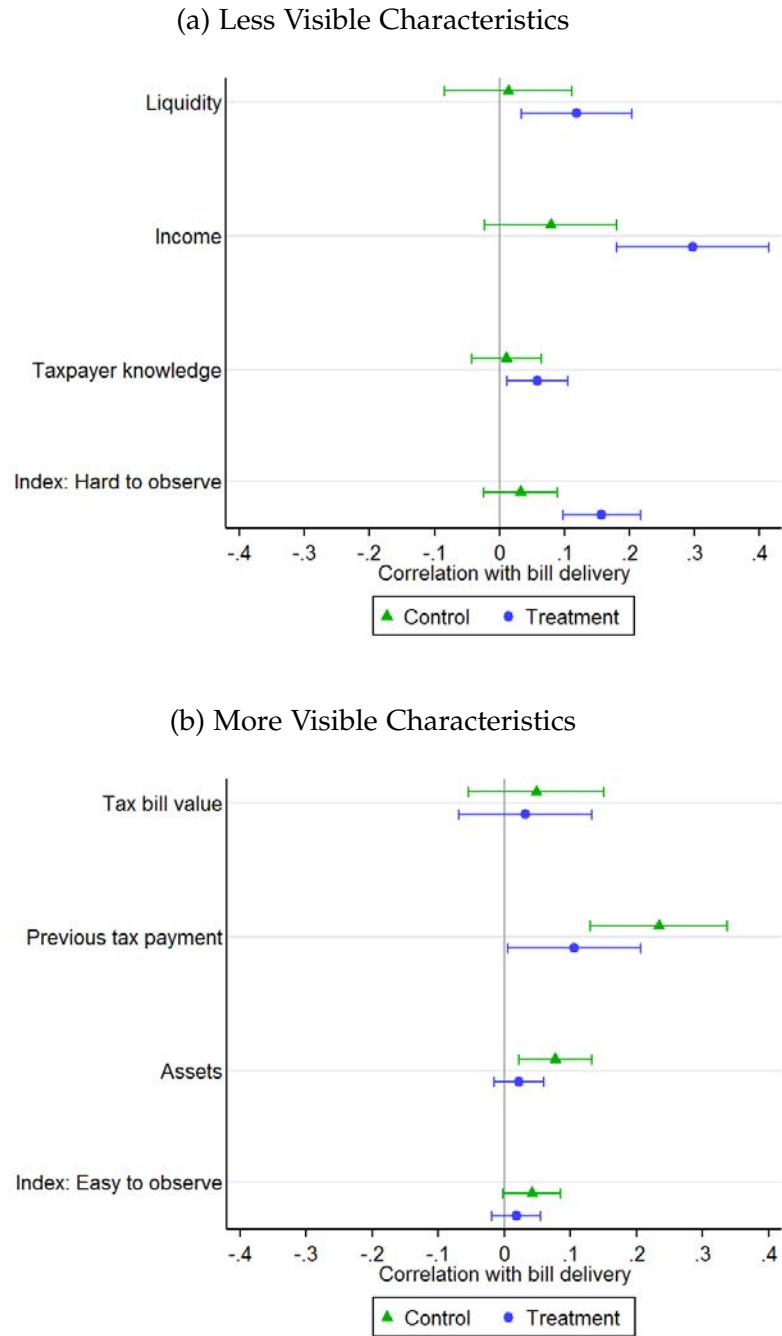 (a) Less Visible Characteristics
Liquidity
Income
Taxpayer knowledge
Index: Hard to observe
-.4 -.3 -.2 -.1 0 .1 .2 .3 .4
Correlation with bill delivery
Control Treatment
(b) More Visible Characteristics
Tax bill value
Previous tax payment
Assets
Index: Easy to observe
-.4 -.3 -.2 -.1 0 .1 .2 .3 .4
Correlation with bill delivery
Control Treatment